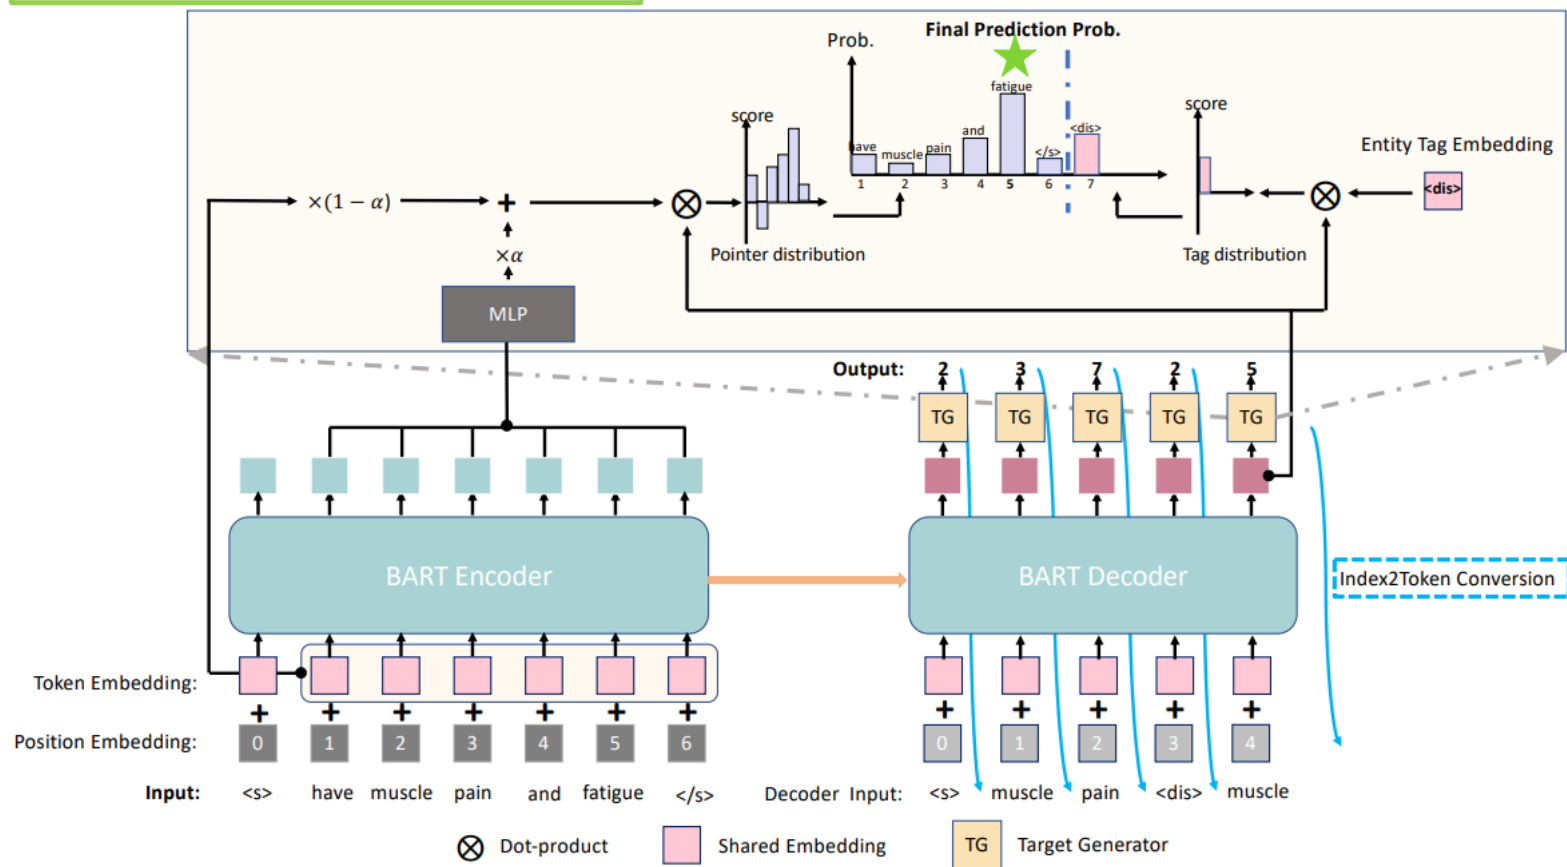 Final Prediction Prob.
Prob.
fatigue
and
have
muscle
pain
</s>
<dis>
1 2 3 4 5 6 7
score
Pointer distribution
score
Tag distribution
Entity Tag Embedding
<dis>
×(1 − α)
+
×α
MLP
Output: 2 3 7 2 5
TG TG TG TG TG
BART Encoder
BART Decoder
Index2Token Conversion
Token Embedding:
+ + + + + + +
+ + + + +
Position Embedding: 0 1 2 3 4 5 6
0 1 2 3 4
Input: <s> have muscle pain and fatigue </s>
Decoder Input: <s> muscle pain <dis> muscle
Dot-product
Shared Embedding
TG Target Generator